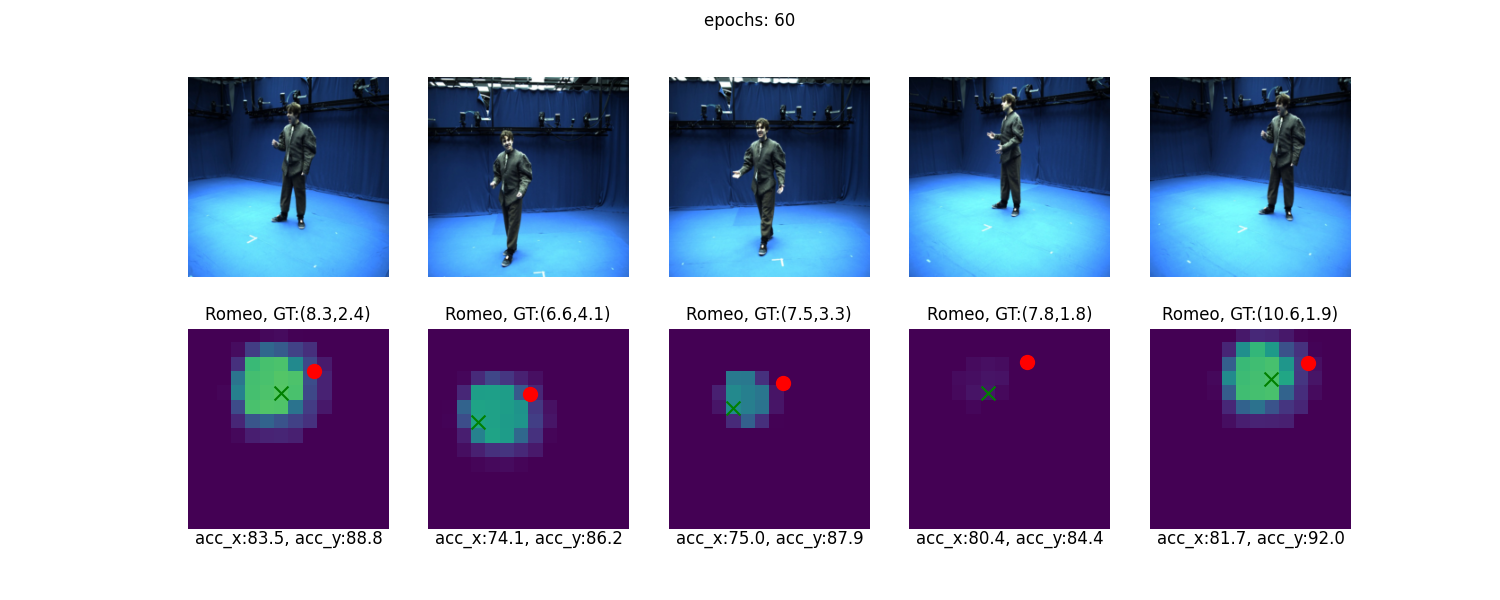 epochs: 60
Romeo, GT:(8.3,2.4)
Romeo, GT:(6.6,4.1)
Romeo, GT:(7.5,3.3)
Romeo, GT:(7.8,1.8)
Romeo, GT:(10.6,1.9)
acc_x:83.5, acc_y:88.8
acc_x:74.1, acc_y:86.2
acc_x:75.0, acc_y:87.9
acc_x:80.4, acc_y:84.4
acc_x:81.7, acc_y:92.0